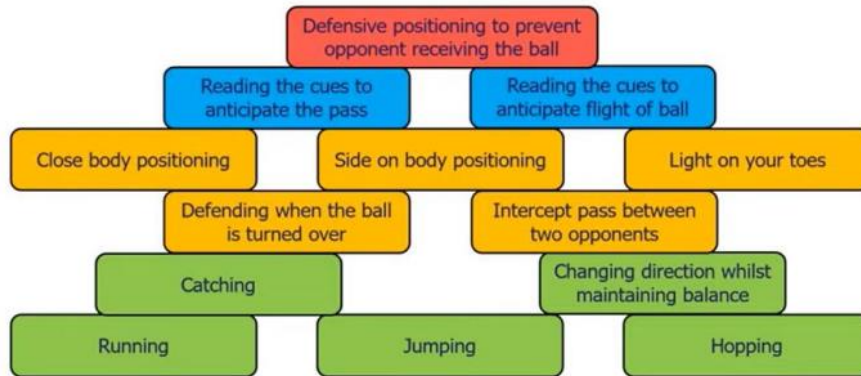 Defensive positioning to prevent
opponent receiving the ball
Reading the cues to
anticipate the pass
Reading the cues to
anticipate flight of ball
Close body positioning
Side on body positioning
Light on your toes
Defending when the ball
is turned over
Intercept pass between
two opponents
Catching
Changing direction whilst
maintaining balance
Running
Jumping
Hopping